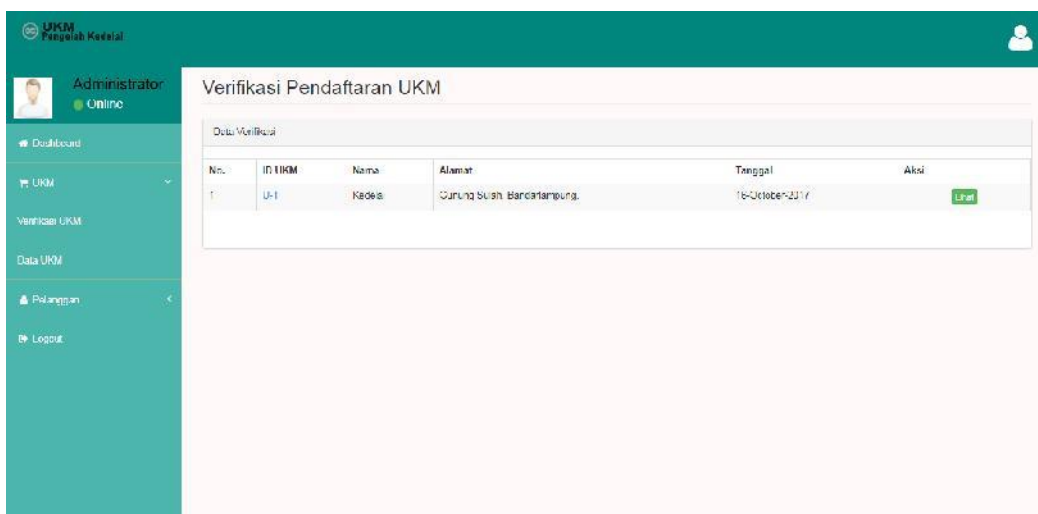 UKM
Pengolah Kedelai
Administrator
Online
Dashboard
UKM
Verifikasi UKM
Data UKM
Pelanggan
Logout
Verifikasi Pendaftaran UKM
Data Verifikasi
No. ID UKM Nama Alamat Tanggal Aksi
1 U-1 Kedela Gunung Sulah, Bandarlampung. 16-October-2017 Lihat